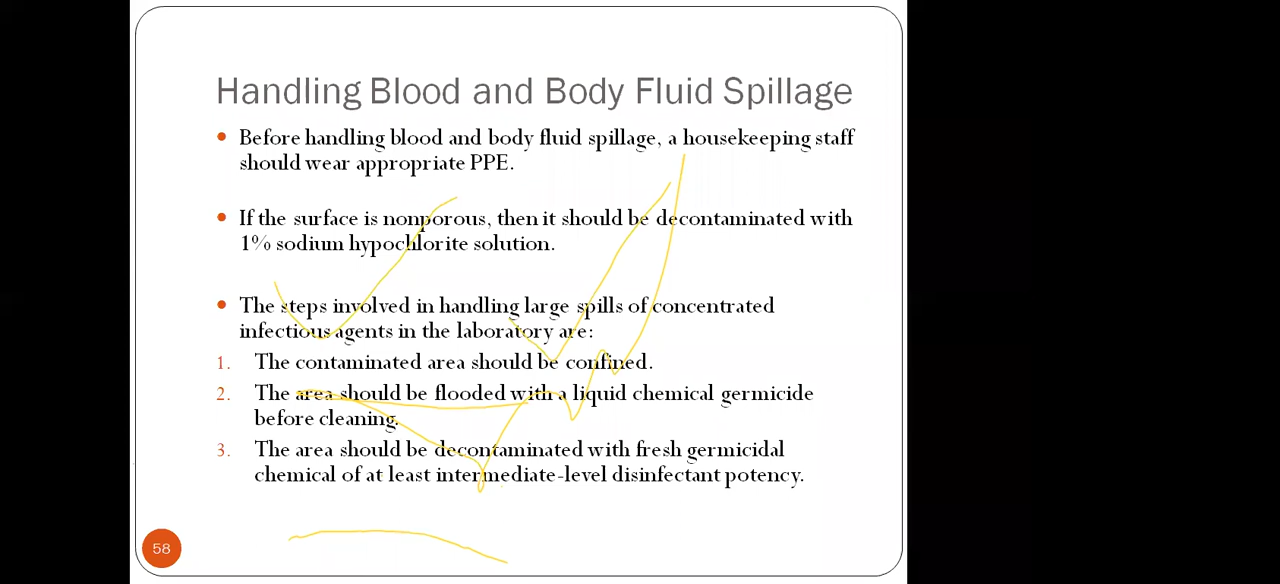 Handling Blood and Body Fluid Spillage
• Before handling blood and body fluid spillage, a housekeeping staff
should wear appropriate PPE.
• If the surface is nonporous, then it should be decontaminated with
1% sodium hypochlorite solution.
• The steps involved in handling large spills of concentrated
infectious agents in the laboratory are:
1. The contaminated area should be confined.
2. The area should be flooded with a liquid chemical germicide
before cleaning.
3. The area should be decontaminated with fresh germicidal
chemical of at least intermediate-level disinfectant potency.
58